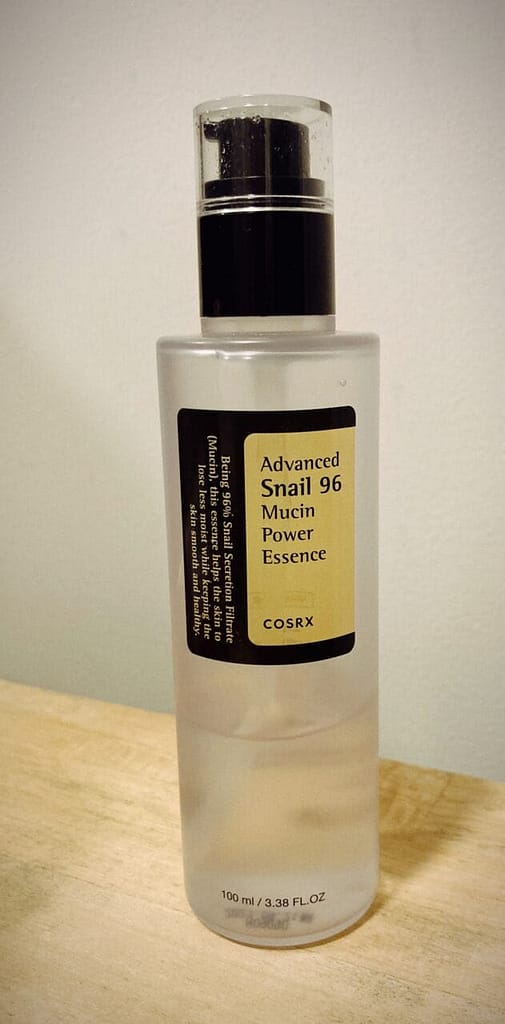 Advanced
Snail 96
Mucin
Power
Essence
COSRX
Being 96% Snail Secretion Filtrate
(Mucin), this essence helps the skin to
lose less moist while keeping the
skin smooth and healthy.
100 ml / 3.38 FL.OZ